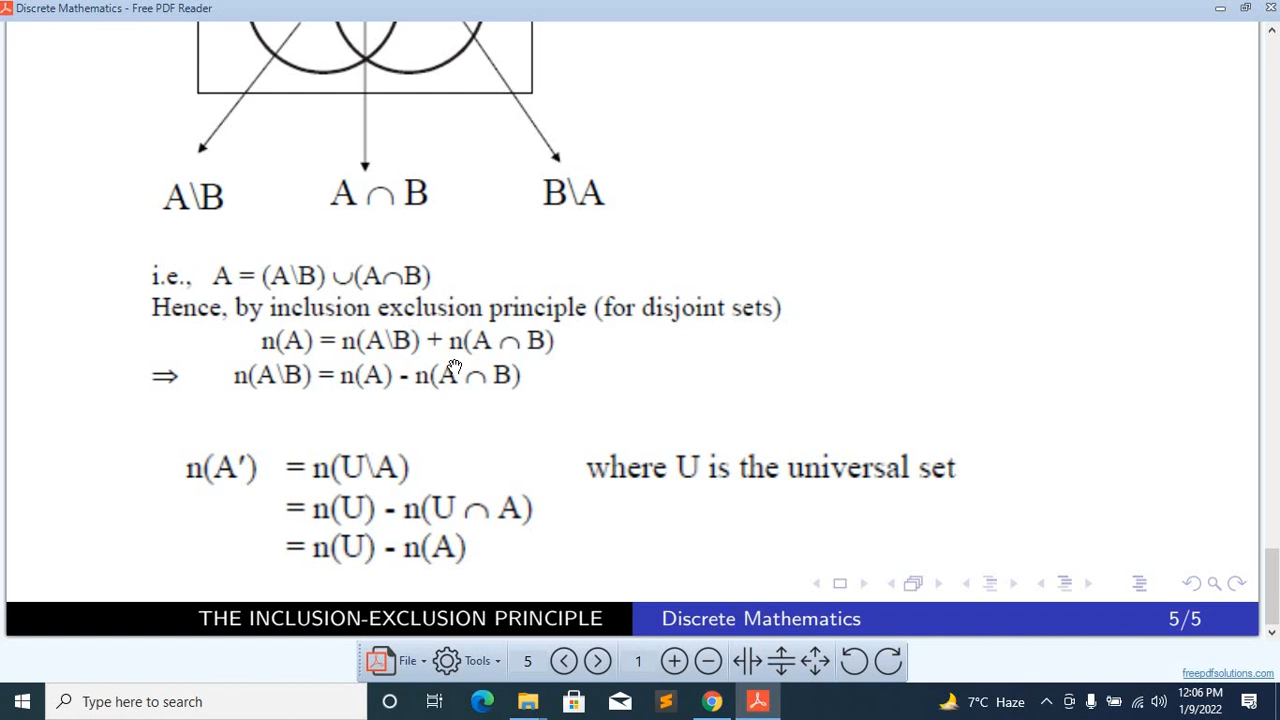 Discrete Mathematics - Free PDF Reader
A\B A ∩ B B\A
i.e., A = (A\B) ∪(A∩B)
Hence, by inclusion exclusion principle (for disjoint sets)
n(A) = n(A\B) + n(A ∩ B)
⇒ n(A\B) = n(A) - n(A ∩ B)
n(A′) = n(U\A) where U is the universal set
= n(U) - n(U ∩ A)
= n(U) - n(A)
THE INCLUSION-EXCLUSION PRINCIPLE Discrete Mathematics 5/5
File Tools 5 1
freepdfsolutions.com
Type here to search 7°C Haze 12:06 PM
1/9/2022